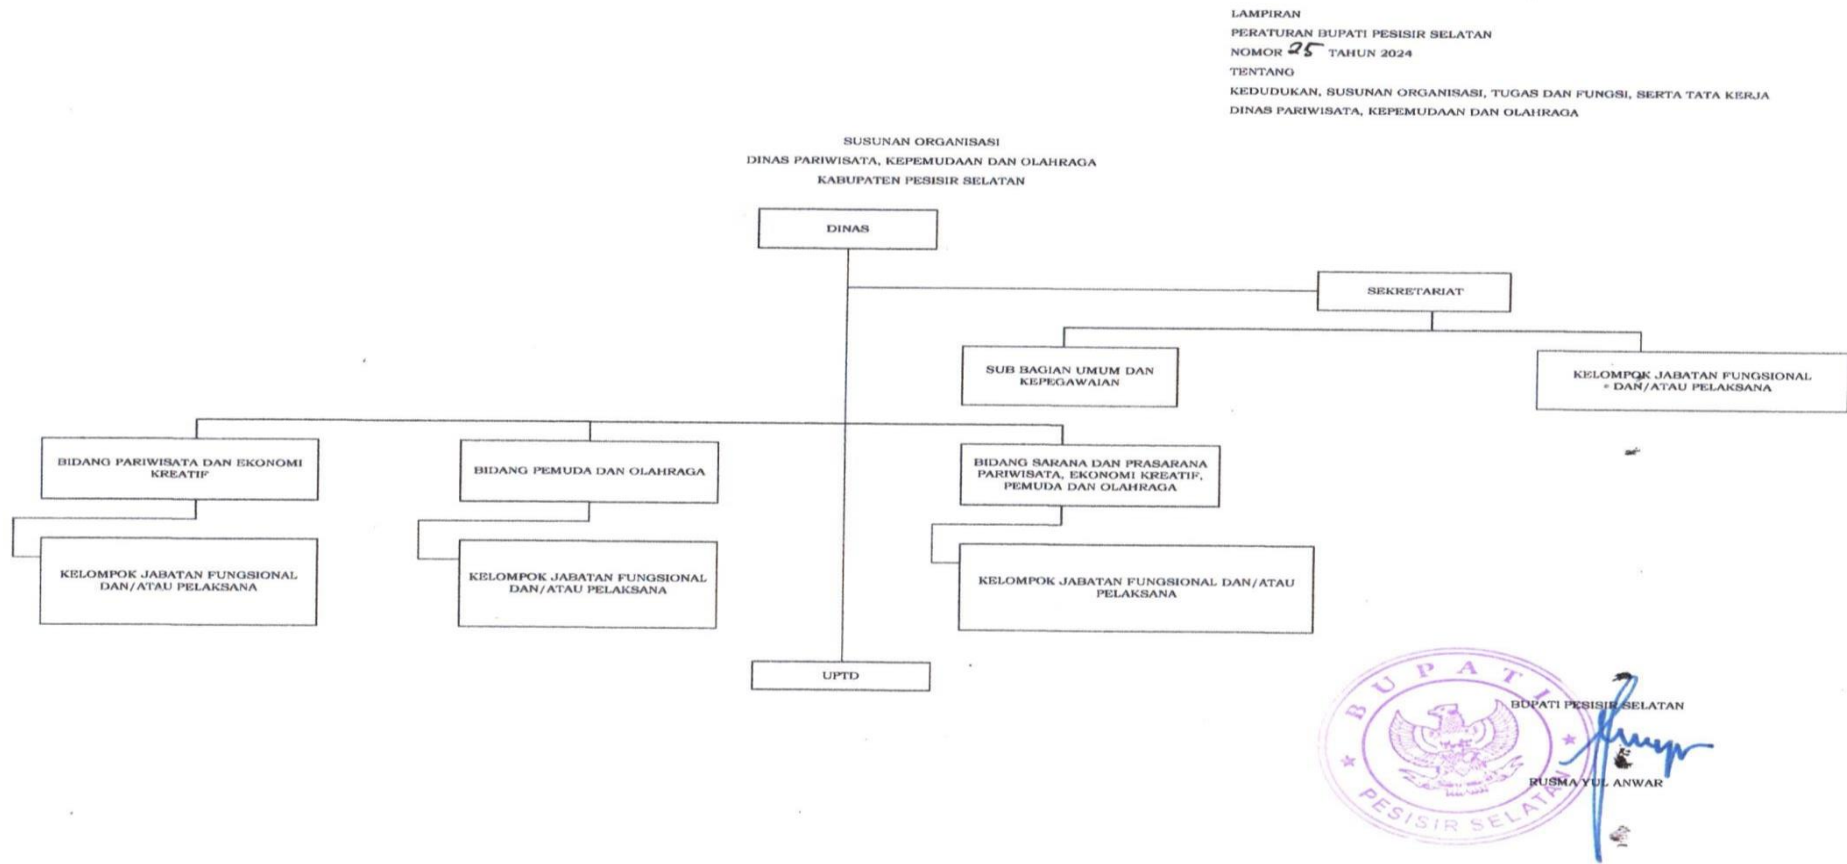 LAMPIRAN
PERATURAN BUPATI PESISIR SELATAN
NOMOR 25 TAHUN 2024
TENTANG
KEDUDUKAN, SUSUNAN ORGANISASI, TUGAS DAN FUNGSI, SERTA TATA KERJA
DINAS PARIWISATA, KEPEMUDAAN DAN OLAHRAGA
SUSUNAN ORGANISASI
DINAS PARIWISATA, KEPEMUDAAN DAN OLAHRAGA
KABUPATEN PESISIR SELATAN
DINAS
SEKRETARIAT
SUB BAGIAN UMUM DAN
KEPEGAWAIAN
KELOMPOK JABATAN FUNGSIONAL
DAN/ATAU PELAKSANA
BIDANG PARIWISATA DAN EKONOMI
KREATIF
BIDANG PEMUDA DAN OLAHRAGA
BIDANG SARANA DAN PRASARANA
PARIWISATA, EKONOMI KREATIF,
PEMUDA DAN OLAHRAGA
KELOMPOK JABATAN FUNGSIONAL
DAN/ATAU PELAKSANA
KELOMPOK JABATAN FUNGSIONAL
DAN/ATAU PELAKSANA
KELOMPOK JABATAN FUNGSIONAL DAN/ATAU
PELAKSANA
UPTD
BUPATI PESISIR SELATAN
RUSMA YUL ANWAR
BUPATI
PESISIR SELATAN